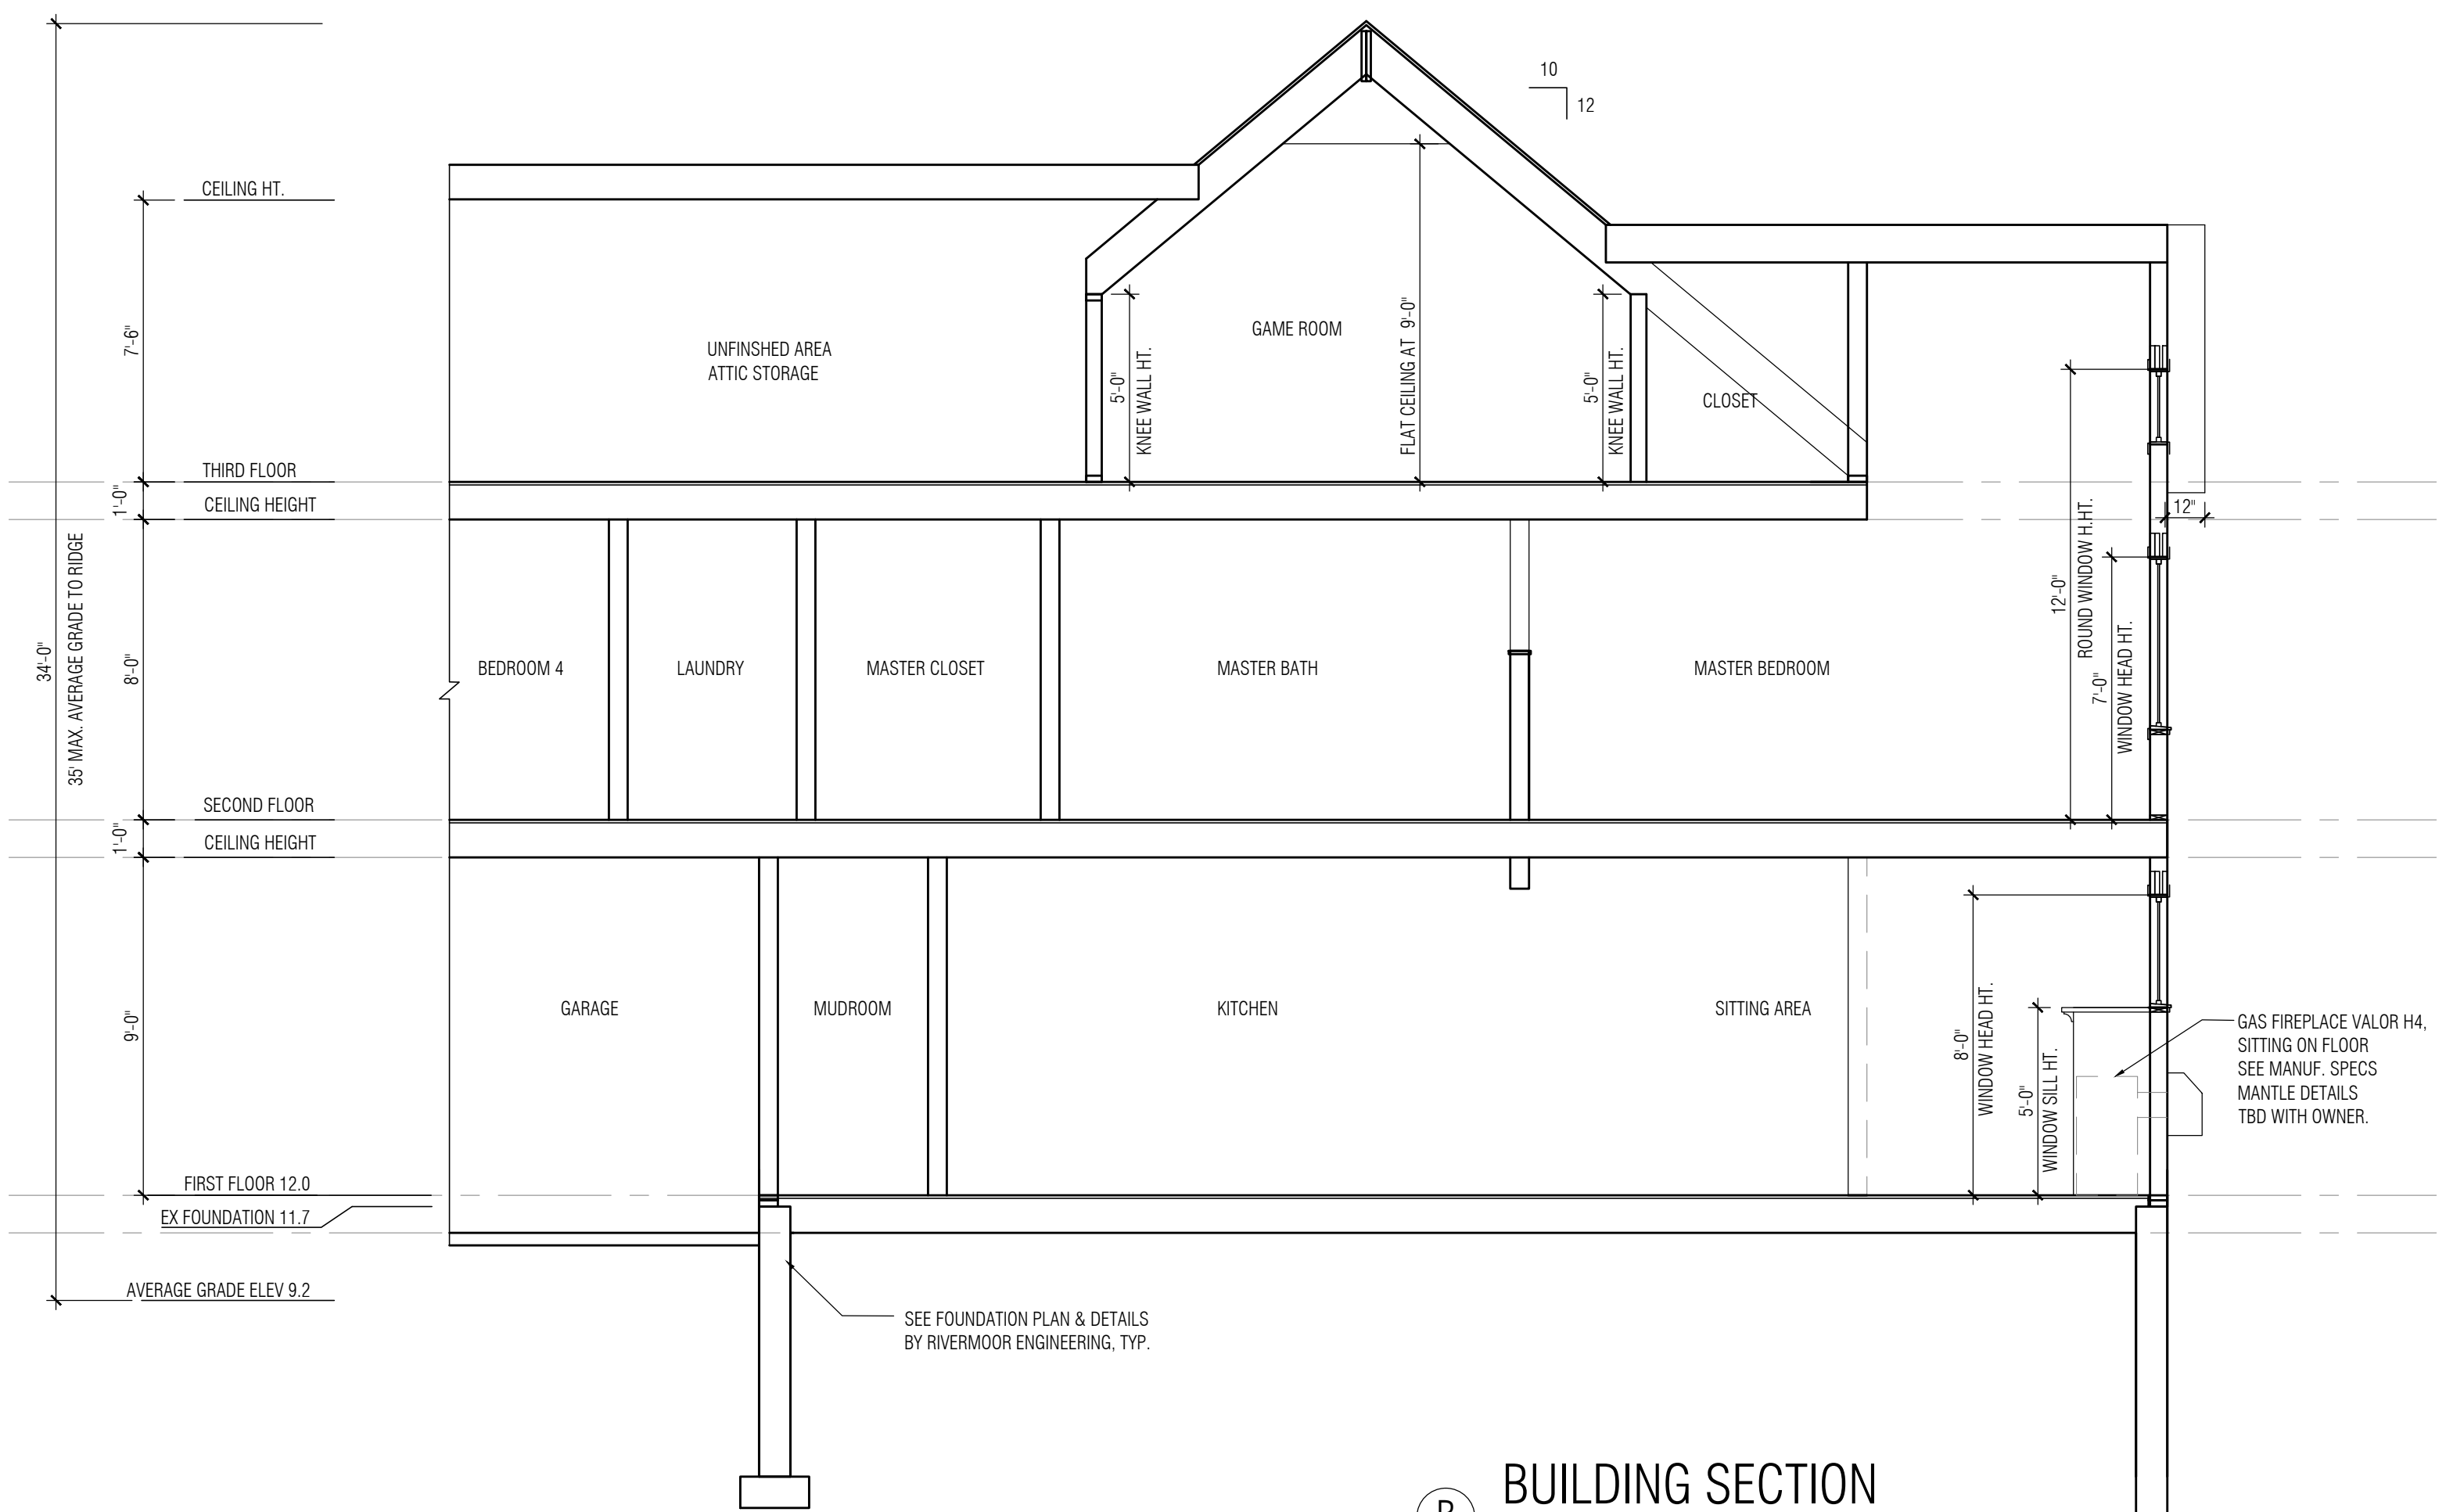 10
12
CEILING HT.
7'-6"
UNFINSHED AREA
ATTIC STORAGE
GAME ROOM
5'-0"
KNEE WALL HT.
FLAT CEILING AT 9'-0"
5'-0"
KNEE WALL HT.
CLOSET
THIRD FLOOR
1'-0"
CEILING HEIGHT
12"
34'-0"
35' MAX. AVERAGE GRADE TO RIDGE
8'-0"
BEDROOM 4
LAUNDRY
MASTER CLOSET
MASTER BATH
MASTER BEDROOM
12'-0"
ROUND WINDOW H.HT.
7'-0"
WINDOW HEAD HT.
SECOND FLOOR
1'-0"
CEILING HEIGHT
9'-0"
GARAGE
MUDROOM
KITCHEN
SITTING AREA
8'-0"
WINDOW HEAD HT.
5'-0"
WINDOW SILL HT.
GAS FIREPLACE VALOR H4,
SITTING ON FLOOR
SEE MANUF. SPECS
MANTLE DETAILS
TBD WITH OWNER.
FIRST FLOOR 12.0
EX FOUNDATION 11.7
AVERAGE GRADE ELEV 9.2
SEE FOUNDATION PLAN & DETAILS
BY RIVERMOOR ENGINEERING, TYP.
BUILDING SECTION